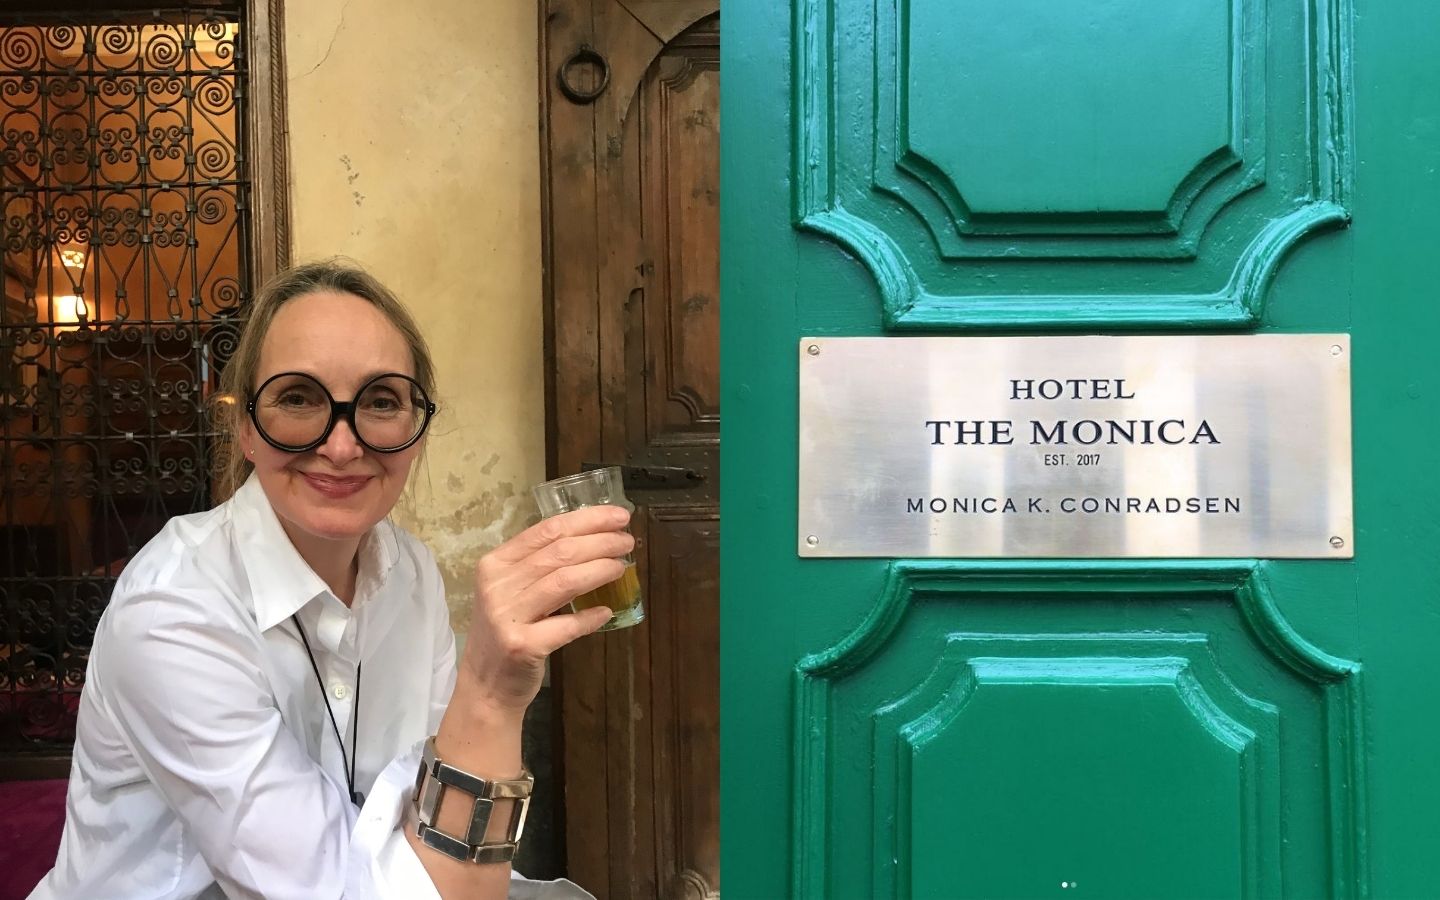 HOTEL
THE MONICA
EST. 2017
MONICA K. CONRADSEN